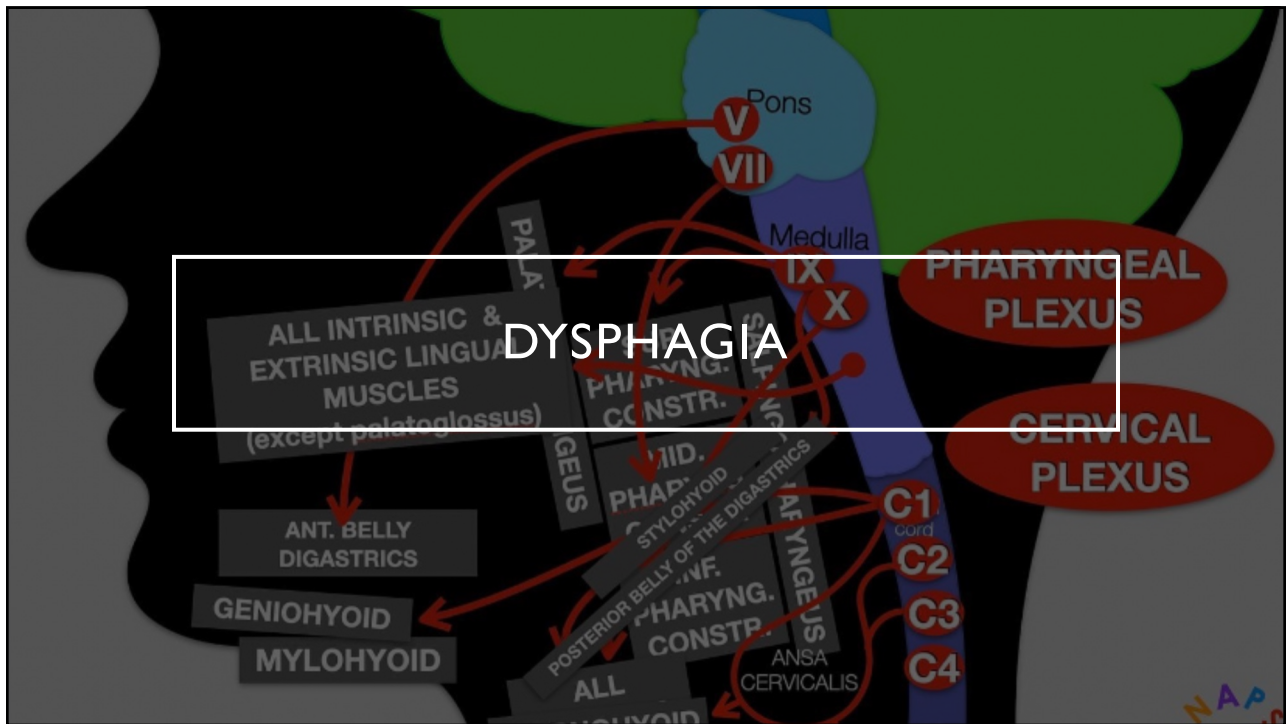 Pons
V
VII
Medulla
IX
X
PHARYNGEAL
PLEXUS
CERVICAL
PLEXUS
DYSPHAGIA
ALL INTRINSIC &
EXTRINSIC LINGUAL
MUSCLES
(except palatoglossus)
PHARYNG.
CONSTR.
MID.
STYLOHYOID
POSTERIOR BELLY OF THE DIGASTRICS
INF.
PHARYNG.
CONSTR.
ANT. BELLY
DIGASTRICS
GENIOHYOID
MYLOHYOID
C1
cord
C2
C3
C4
ANSA
CERVICALIS
ALL